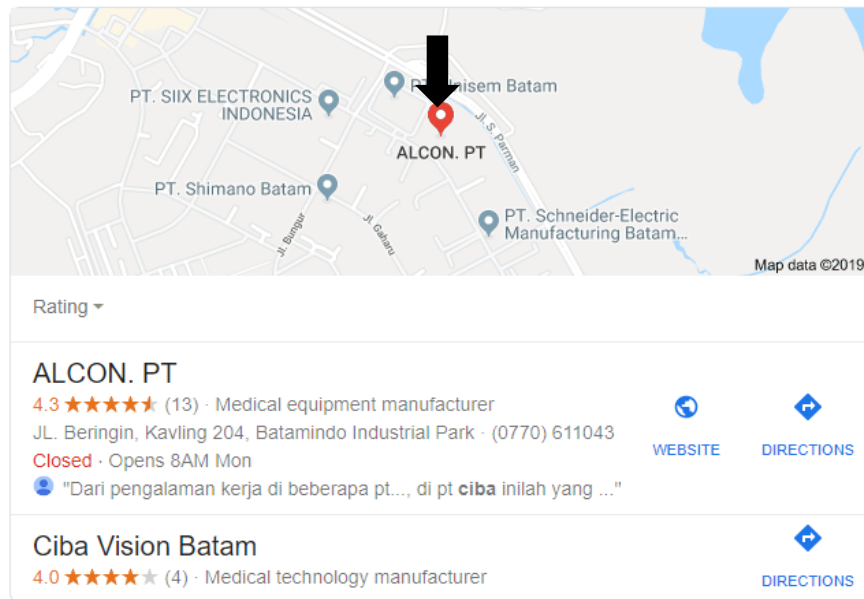 PT. Unisem Batam
PT. SIIX ELECTRONICS
INDONESIA
Jl. S. Parman
ALCON. PT
PT. Shimano Batam
Jl. Bungur
Jl. Gaharu
PT. Schneider-Electric
Manufacturing Batam...
Map data ©2019
Rating
ALCON. PT
4.3 ★★★★★ (13) · Medical equipment manufacturer
JL. Beringin, Kavling 204, Batamindo Industrial Park · (0770) 611043
Closed · Opens 8AM Mon
"Dari pengalaman kerja di beberapa pt..., di pt ciba inilah yang ..."
WEBSITE
DIRECTIONS
Ciba Vision Batam
4.0 ★★★★★ (4) · Medical technology manufacturer
DIRECTIONS